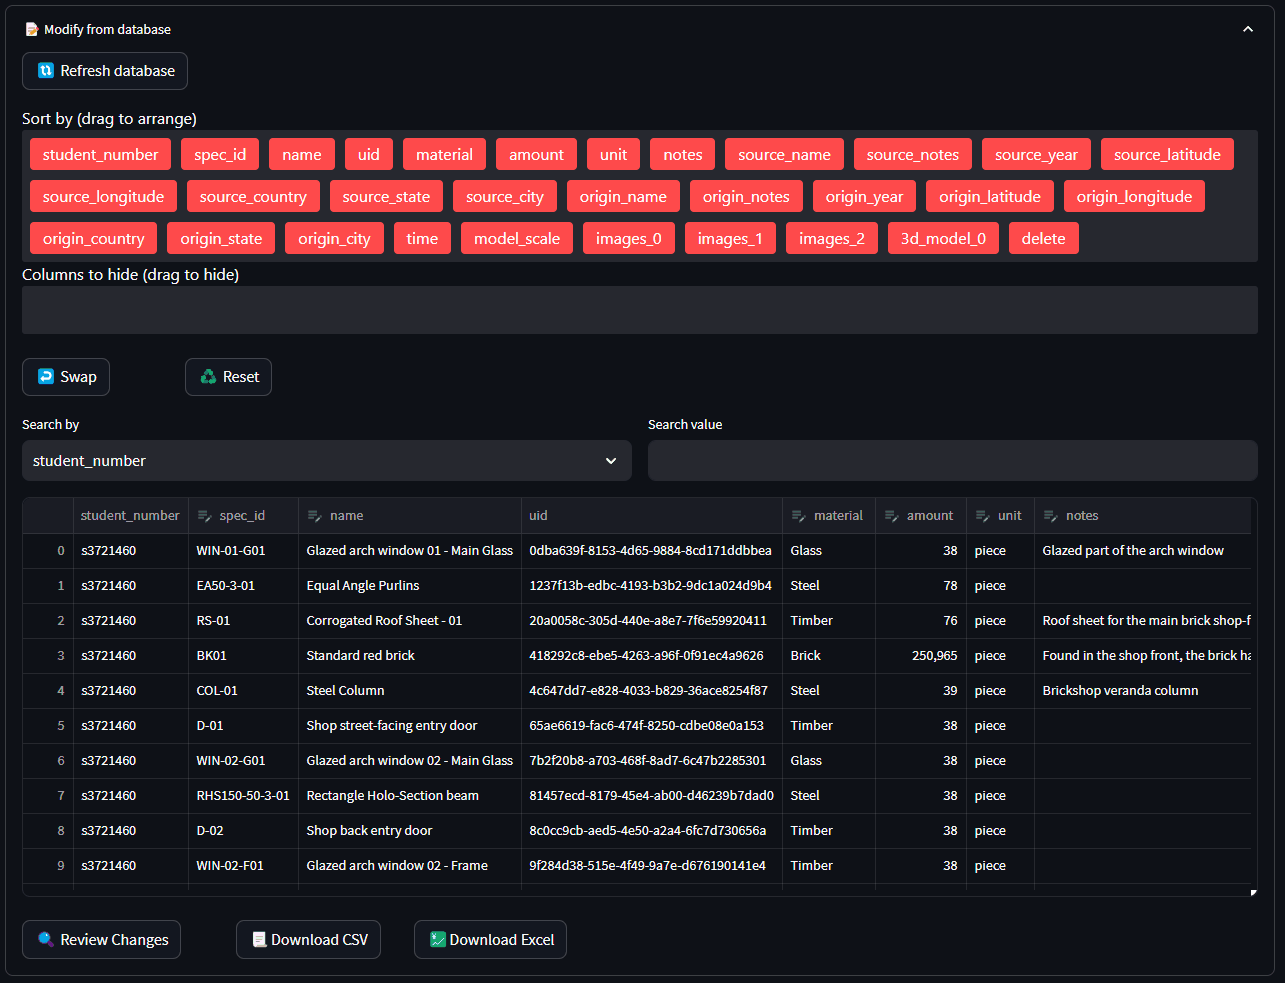 Modify from database
Refresh database
Sort by (drag to arrange)
student_number spec_id name uid material amount unit notes source_name source_notes source_year source_latitude
source_longitude source_country source_state source_city origin_name origin_notes origin_year origin_latitude origin_longitude
origin_country origin_state origin_city time model_scale images_0 images_1 images_2 3d_model_0 delete
Columns to hide (drag to hide)
Swap Reset
Search by Search value
student_number
student_number spec_id name uid material amount unit notes
0 s3721460 WIN-01-G01 Glazed arch window 01 - Main Glass 0dba639f-8153-4d65-9884-8cd171ddbbea Glass 38 piece Glazed part of the arch window
1 s3721460 EA50-3-01 Equal Angle Purlins 1237f13b-edbc-4193-b3b2-9dc1a024d9b4 Steel 78 piece
2 s3721460 RS-01 Corrogated Roof Sheet - 01 20a0058c-305d-440e-a8e7-7f6e59920411 Timber 76 piece Roof sheet for the main brick shop-f
3 s3721460 BK01 Standard red brick 418292c8-ebe5-4263-a96f-0f91ec4a9626 Brick 250,965 piece Found in the shop front, the brick ha
4 s3721460 COL-01 Steel Column 4c647dd7-e828-4033-b829-36ace8254f87 Steel 39 piece Brickshop veranda column
5 s3721460 D-01 Shop street-facing entry door 65ae6619-fac6-474f-8250-cdbe08e0a153 Timber 38 piece
6 s3721460 WIN-02-G01 Glazed arch window 02 - Main Glass 7b2f20b8-a703-468f-8ad7-6c47b2285301 Glass 38 piece
7 s3721460 RHS150-50-3-01 Rectangle Holo-Section beam 81457ecd-8179-45e4-ab00-d46239b7dad0 Steel 38 piece
8 s3721460 D-02 Shop back entry door 8c0cc9cb-aed5-4e50-a2a4-6fc7d730656a Timber 38 piece
9 s3721460 WIN-02-F01 Glazed arch window 02 - Frame 9f284d38-515e-4f49-9a7e-d676190141e4 Timber 38 piece
Review Changes Download CSV Download Excel